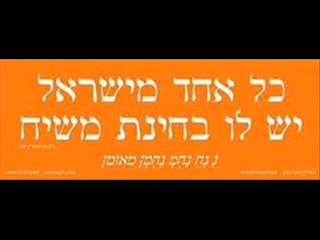 כל אחד מישראל
יש לו בחינת משיח
נ נח נחמ נחמן מאומן